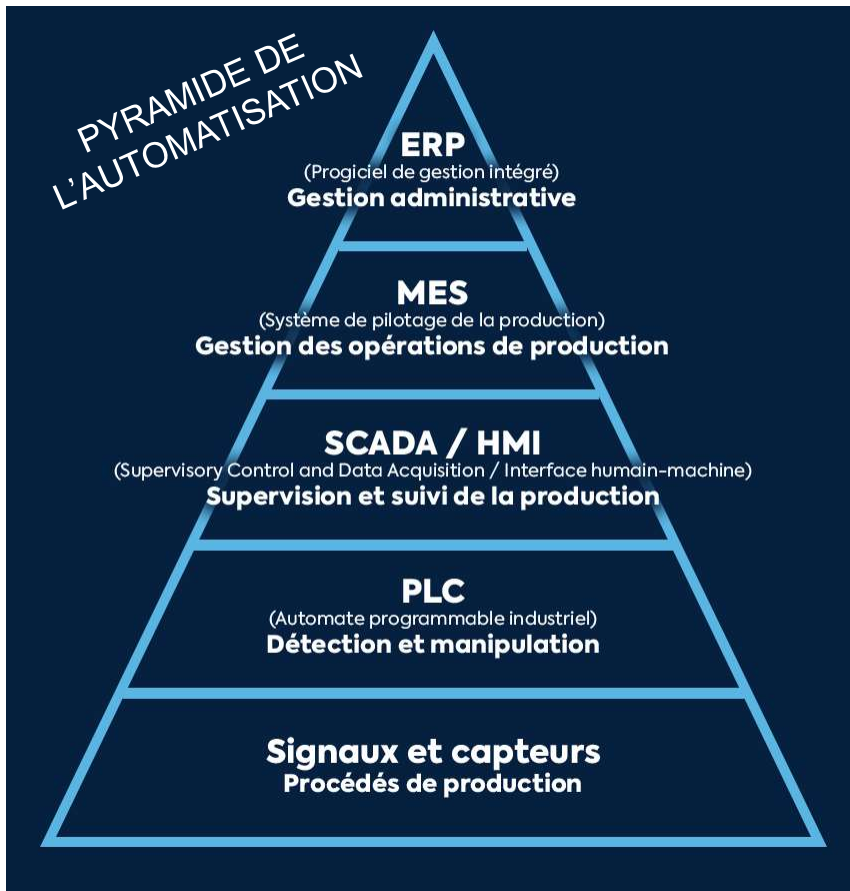 PYRAMIDE DE
L’AUTOMATISATION
ERP
(Progiciel de gestion intégré)
Gestion administrative
MES
(Système de pilotage de la production)
Gestion des opérations de production
SCADA / HMI
(Supervisory Control and Data Acquisition / Interface humain-machine)
Supervision et suivi de la production
PLC
(Automate programmable industriel)
Détection et manipulation
Signaux et capteurs
Procédés de production